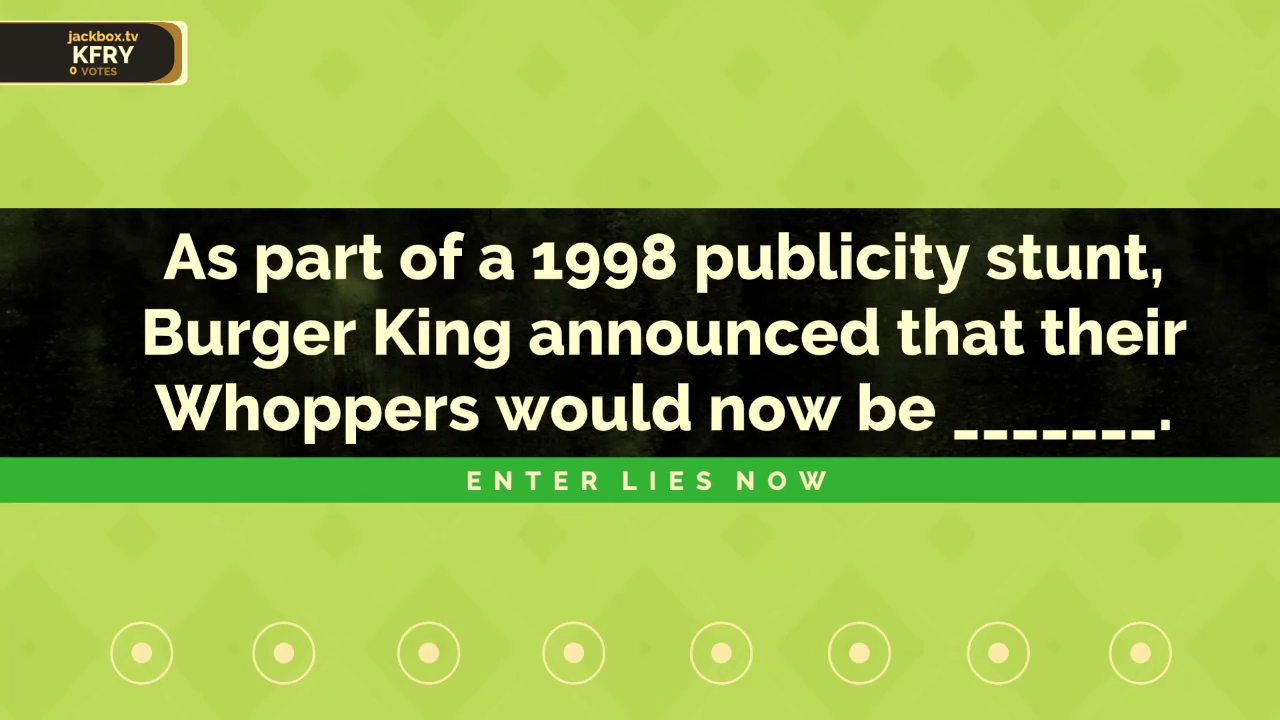 jackbox.tv
KFRY
0 VOTES
As part of a 1998 publicity stunt,
Burger King announced that their
Whoppers would now be _______.
ENTER LIES NOW